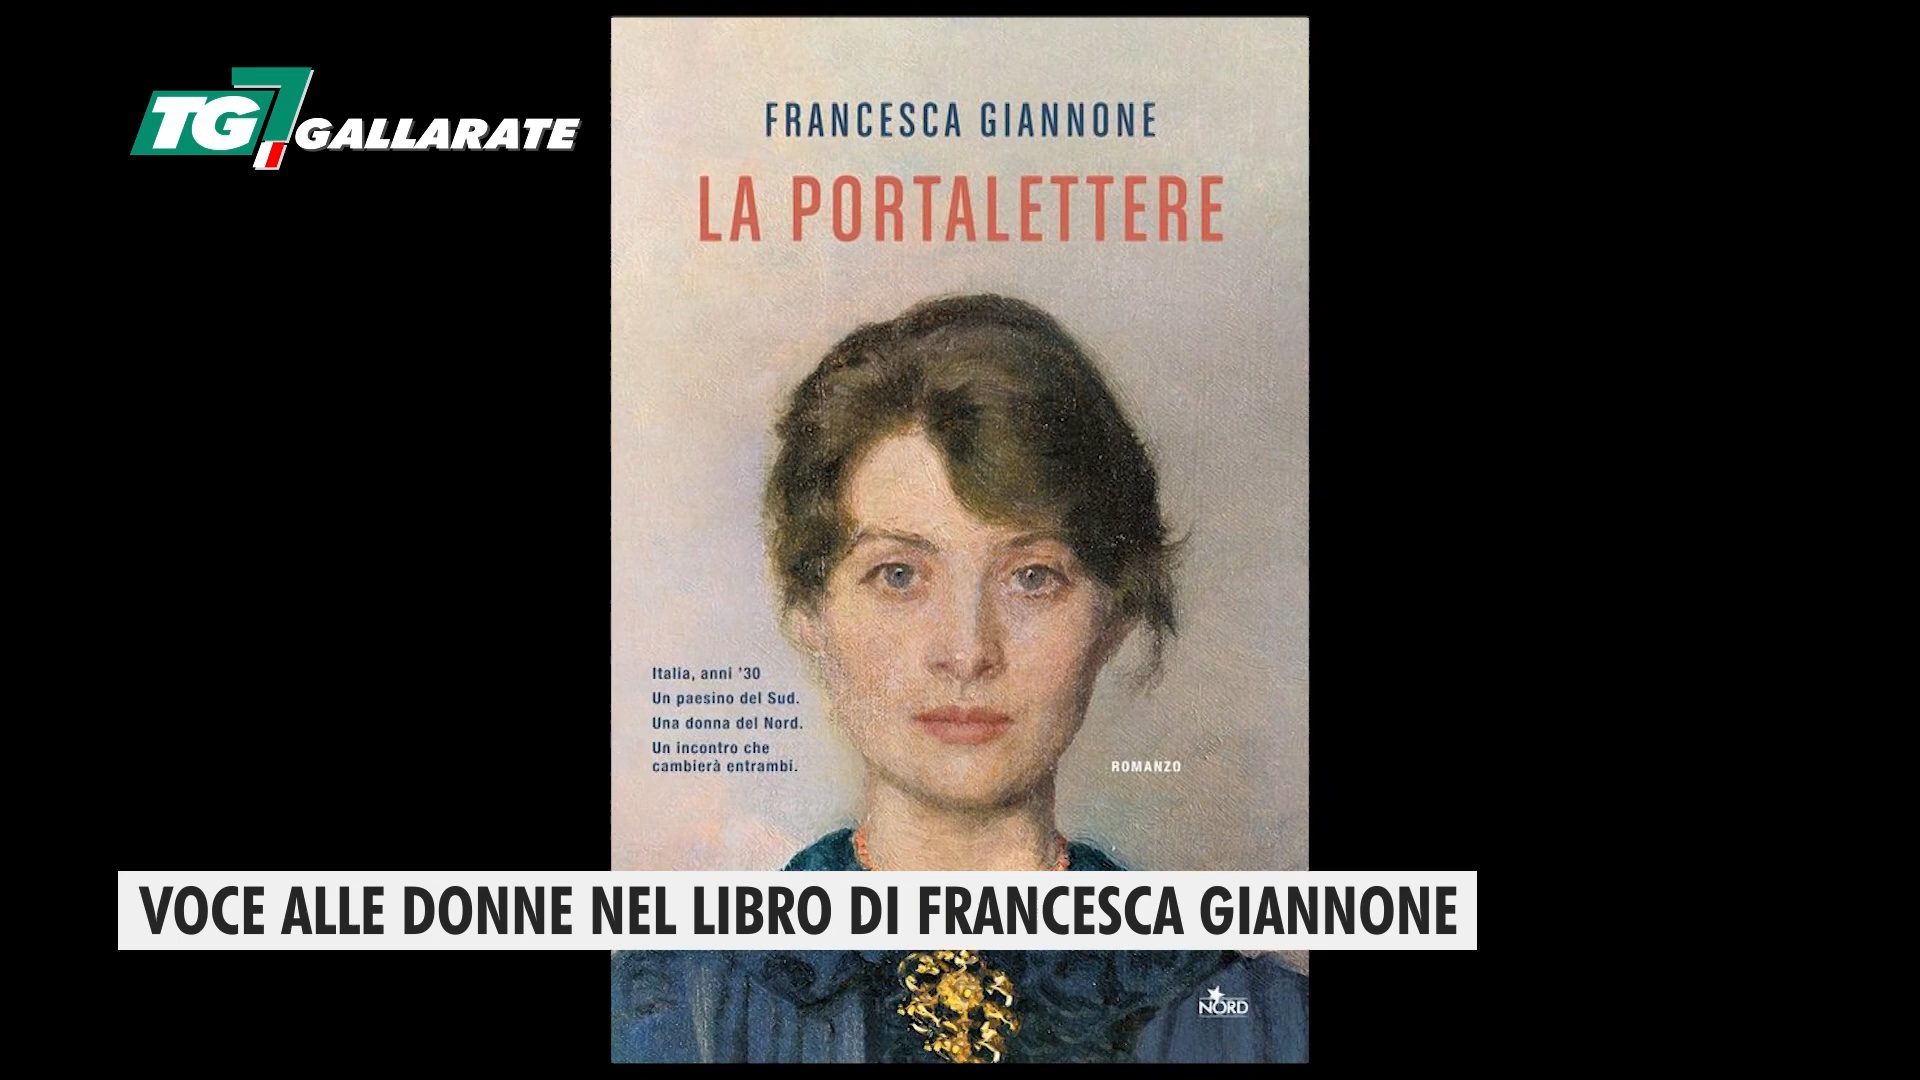 TG7 GALLARATE
FRANCESCA GIANNONE
LA PORTALETTERE
Italia, anni '30
Un paesino del Sud.
Una donna del Nord.
Un incontro che
cambierà entrambi.
ROMANZO
VOCE ALLE DONNE NEL LIBRO DI FRANCESCA GIANNONE
NORD